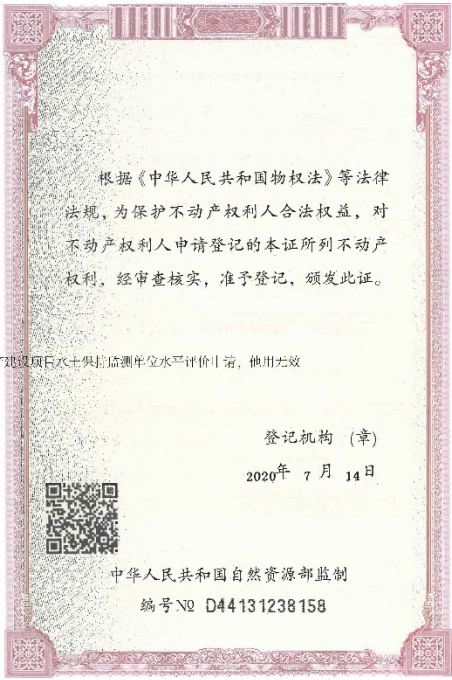 根据《中华人民共和国物权法》等法律
法规，为保护不动产权利人合法权益，对
不动产权利人申请登记的本证所列不动产
权利，经审查核实，准予登记，颁发此证。
建设项目水土保持监测单位水平评价申请，他用无效
登记机构 （章）
2020年 7 月 14日
中华人民共和国自然资源部监制
编号№ D44131238158